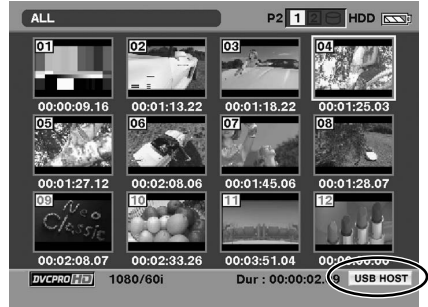 ALL P2 1 2 HDD
01 02 03 04
00:00:09.16 00:01:13.22 00:01:18.22 00:01:25.03
05 06 07 08
00:01:27.12 00:02:08.06 00:01:45.06 00:01:28.07
09 10 11 12
Neo
Classic
00:02:08.07 00:02:33.26 00:03:51.04
DVCPRO HD 1080/60i Dur : 00:00:02. USB HOST